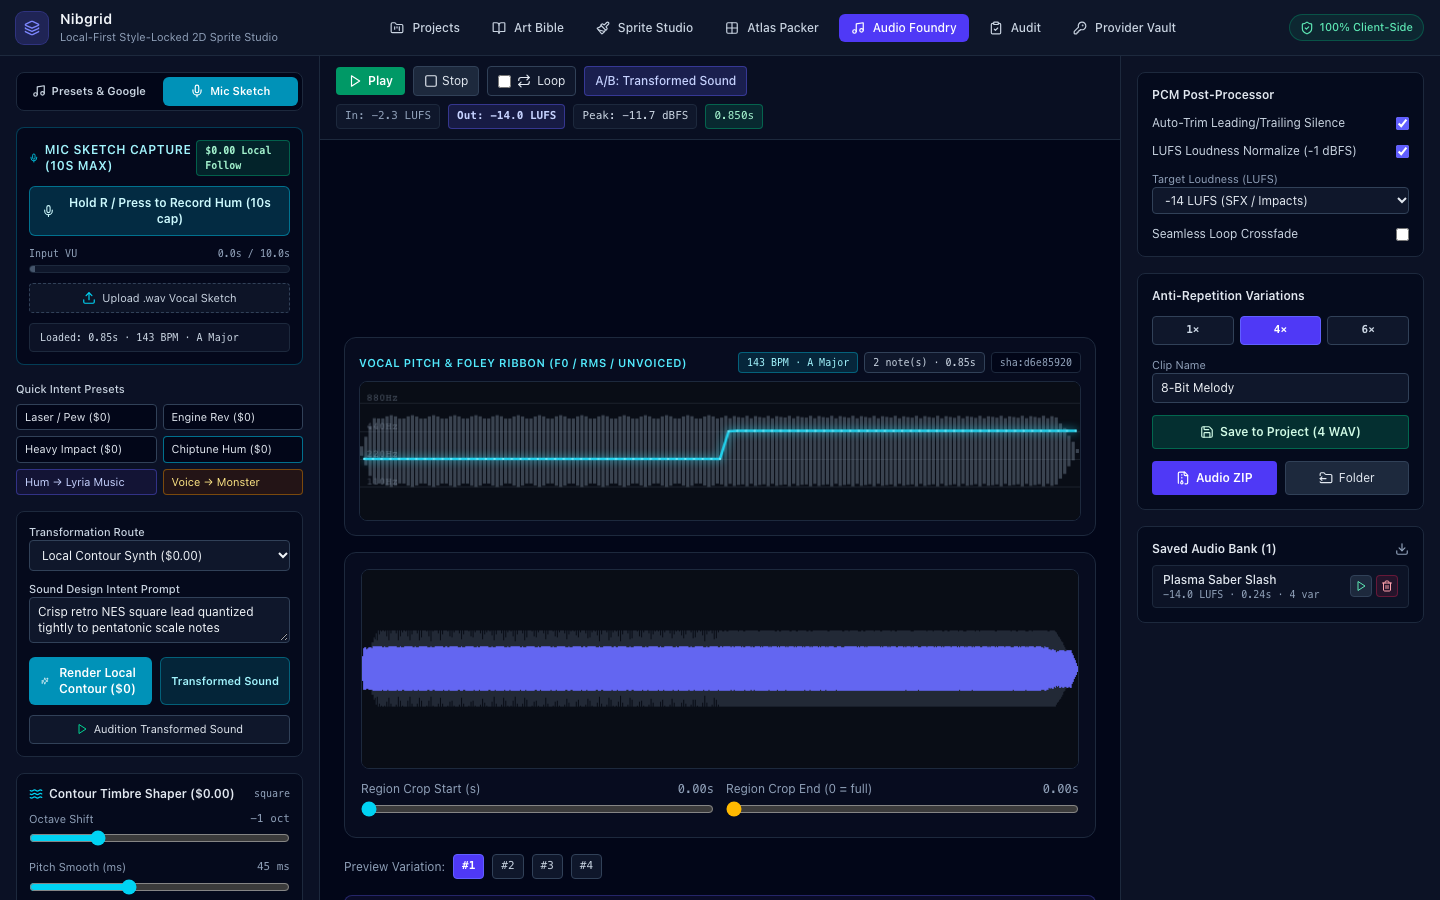 Nibgrid
Local-First Style-Locked 2D Sprite Studio
Projects
Art Bible
Sprite Studio
Atlas Packer
Audio Foundry
Audit
Provider Vault
100% Client-Side
Presets & Google
Mic Sketch
MIC SKETCH CAPTURE
(10S MAX)
$0.00 Local
Follow
Hold R / Press to Record Hum (10s
cap)
Input VU
0.0s / 10.0s
Upload .wav Vocal Sketch
Loaded: 0.85s · 143 BPM · A Major
Quick Intent Presets
Laser / Pew ($0)
Engine Rev ($0)
Heavy Impact ($0)
Chiptune Hum ($0)
Hum → Lyria Music
Voice → Monster
Transformation Route
Local Contour Synth ($0.00)
Sound Design Intent Prompt
Crisp retro NES square lead quantized
tightly to pentatonic scale notes
Render Local
Contour ($0)
Transformed Sound
Audition Transformed Sound
Contour Timbre Shaper ($0.00)
square
Octave Shift
−1 oct
Pitch Smooth (ms)
45 ms
Play
Stop
Loop
A/B: Transformed Sound
In: −2.3 LUFS
Out: −14.0 LUFS
Peak: −11.7 dBFS
0.850s
VOCAL PITCH & FOLEY RIBBON (F0 / RMS / UNVOICED)
143 BPM · A Major
2 note(s) · 0.85s
sha:d6e85920
880Hz
Region Crop Start (s)
0.00s
Region Crop End (0 = full)
0.00s
Preview Variation:
#1
#2
#3
#4
PCM Post-Processor
Auto-Trim Leading/Trailing Silence
LUFS Loudness Normalize (-1 dBFS)
Target Loudness (LUFS)
-14 LUFS (SFX / Impacts)
Seamless Loop Crossfade
Anti-Repetition Variations
1×
4×
6×
Clip Name
8-Bit Melody
Save to Project (4 WAV)
Audio ZIP
Folder
Saved Audio Bank (1)
Plasma Saber Slash
−14.0 LUFS · 0.24s · 4 var